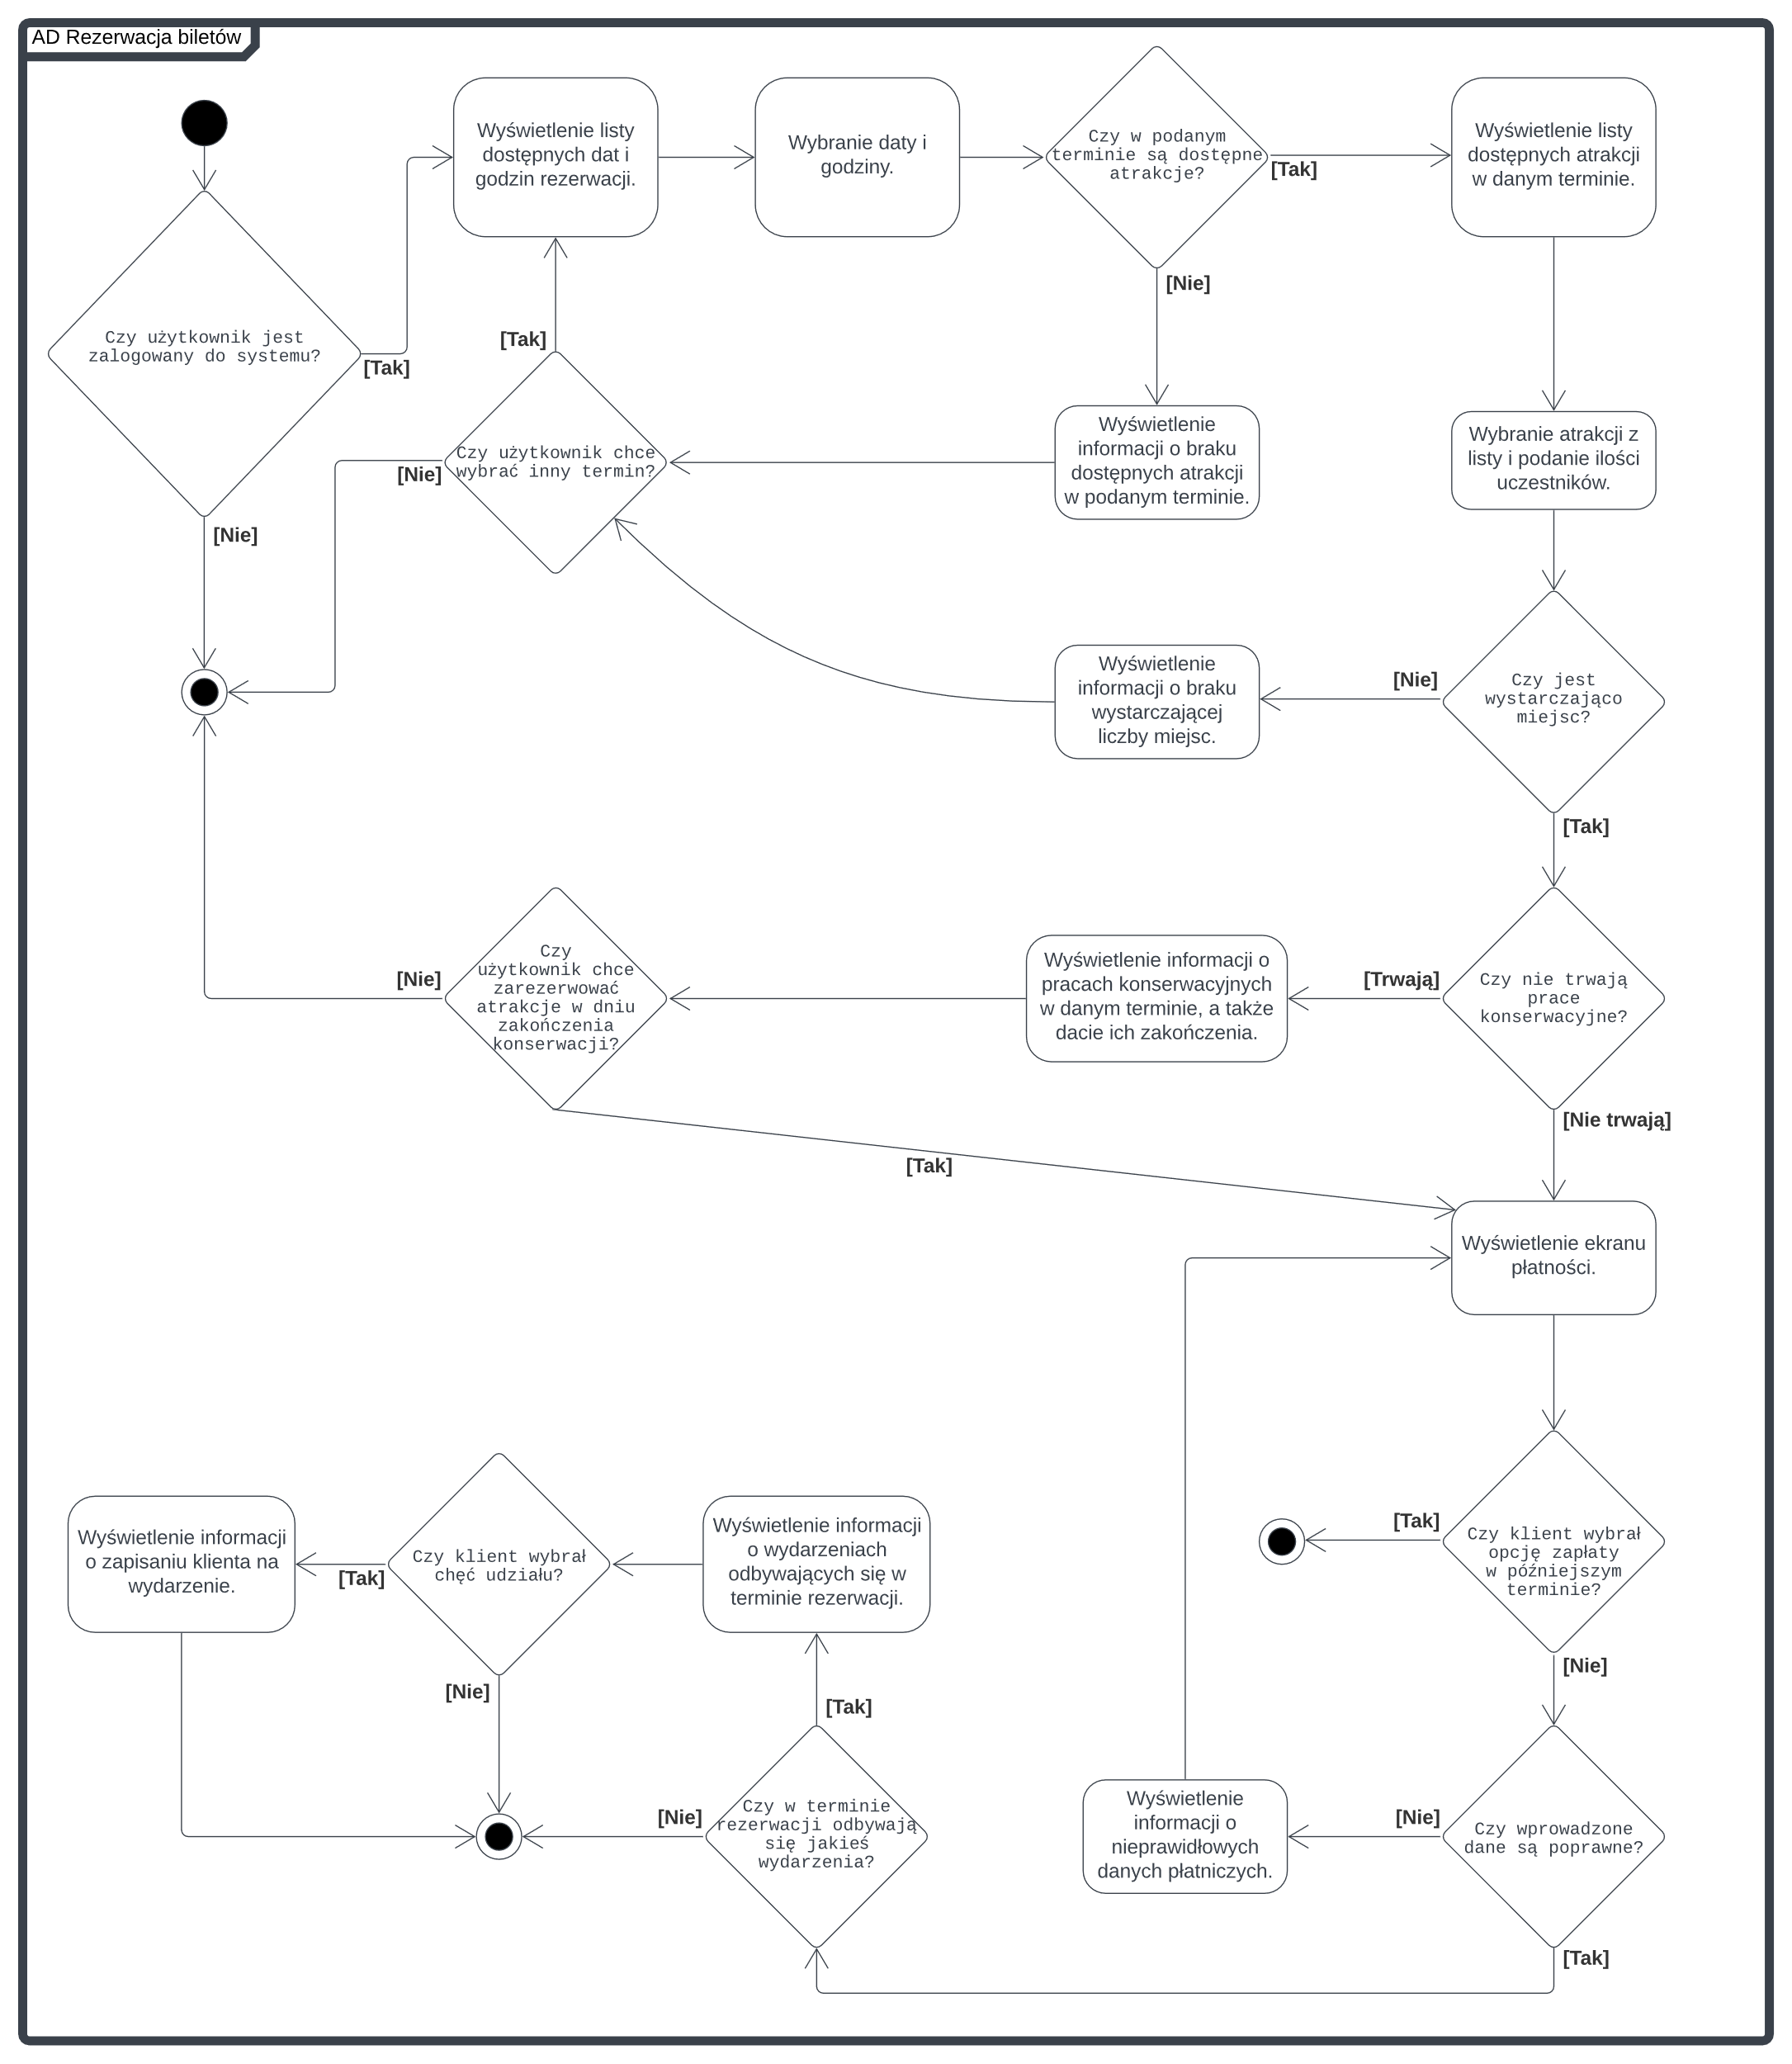 AD Rezerwacja biletów
Wyświetlenie listy
dostępnych dat i
godzin rezerwacji.
Wybranie daty i
godziny.
Czy w podanym
terminie są dostępne
atrakcje?
[Tak]
Wyświetlenie listy
dostępnych atrakcji
w danym terminie.
[Nie]
Czy użytkownik jest
zalogowany do systemu?
[Tak]
[Nie]
[Tak]
Czy użytkownik chce
wybrać inny termin?
[Nie]
Wyświetlenie
informacji o braku
dostępnych atrakcji
w podanym terminie.
Wybranie atrakcji z
listy i podanie ilości
uczestników.
Wyświetlenie
informacji o braku
wystarczającej
liczby miejsc.
[Nie]
Czy jest
wystarczająco
miejsc?
[Tak]
[Nie]
Czy
użytkownik chce
zarezerwować
atrakcje w dniu
zakończenia
konserwacji?
Wyświetlenie informacji o
pracach konserwacyjnych
w danym terminie, a także
dacie ich zakończenia.
[Trwają]
Czy nie trwają
prace
konserwacyjne?
[Nie trwają]
[Tak]
Wyświetlenie ekranu
płatności.
Wyświetlenie informacji
o zapisaniu klienta na
wydarzenie.
[Tak]
Czy klient wybrał
chęć udziału?
[Nie]
Wyświetlenie informacji
o wydarzeniach
odbywających się w
terminie rezerwacji.
[Tak]
[Tak]
Czy klient wybrał
opcję zapłaty
w późniejszym
terminie?
[Nie]
[Nie]
Czy w terminie
rezerwacji odbywają
się jakieś
wydarzenia?
Wyświetlenie
informacji o
nieprawidłowych
danych płatniczych.
[Nie]
Czy wprowadzone
dane są poprawne?
[Tak]